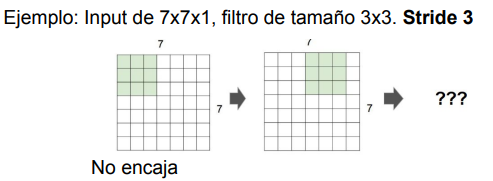 Ejemplo: Input de 7x7x1, filtro de tamaño 3x3. Stride 3
7
7
7
7
???
No encaja